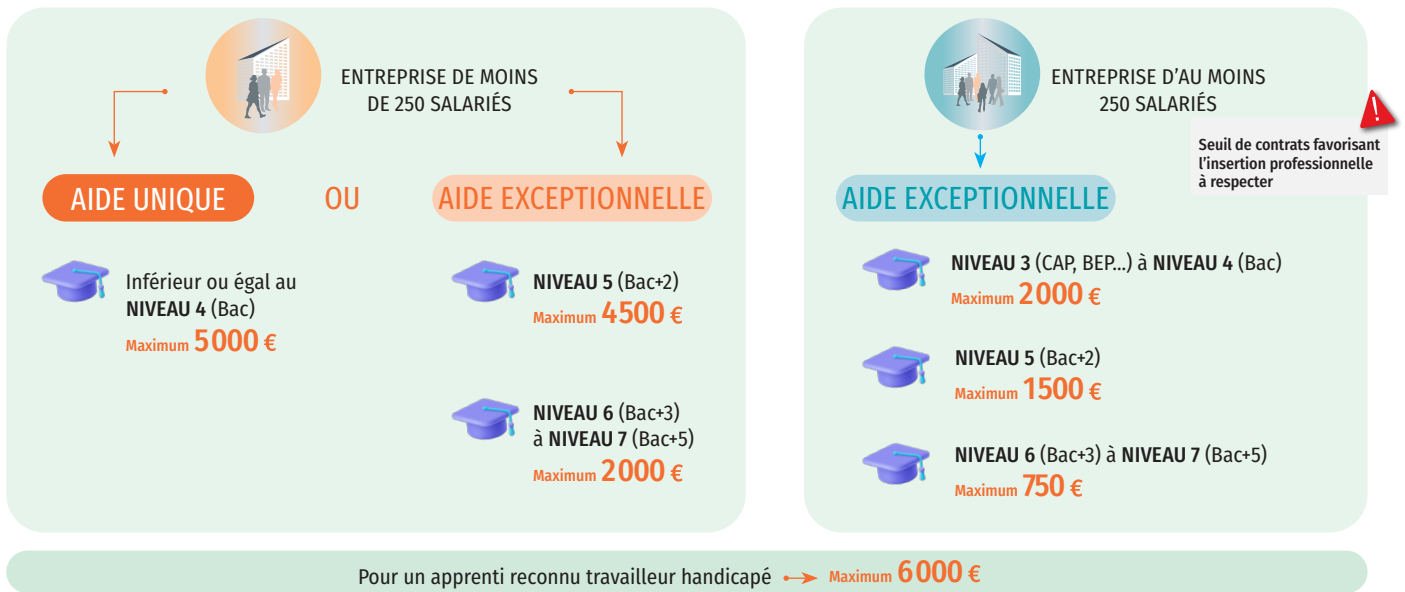 ENTREPRISE DE MOINS
DE 250 SALARIÉS
AIDE UNIQUE
OU
AIDE EXCEPTIONNELLE
Inférieur ou égal au
NIVEAU 4 (Bac)
Maximum 5000 €
NIVEAU 5 (Bac+2)
Maximum 4500 €
NIVEAU 6 (Bac+3)
à NIVEAU 7 (Bac+5)
Maximum 2000 €
ENTREPRISE D'AU MOINS
250 SALARIÉS
!
Seuil de contrats favorisant
l'insertion professionnelle
à respecter
AIDE EXCEPTIONNELLE
NIVEAU 3 (CAP, BEP...) à NIVEAU 4 (Bac)
Maximum 2000 €
NIVEAU 5 (Bac+2)
Maximum 1500 €
NIVEAU 6 (Bac+3) à NIVEAU 7 (Bac+5)
Maximum 750 €
Pour un apprenti reconnu travailleur handicapé Maximum 6000 €